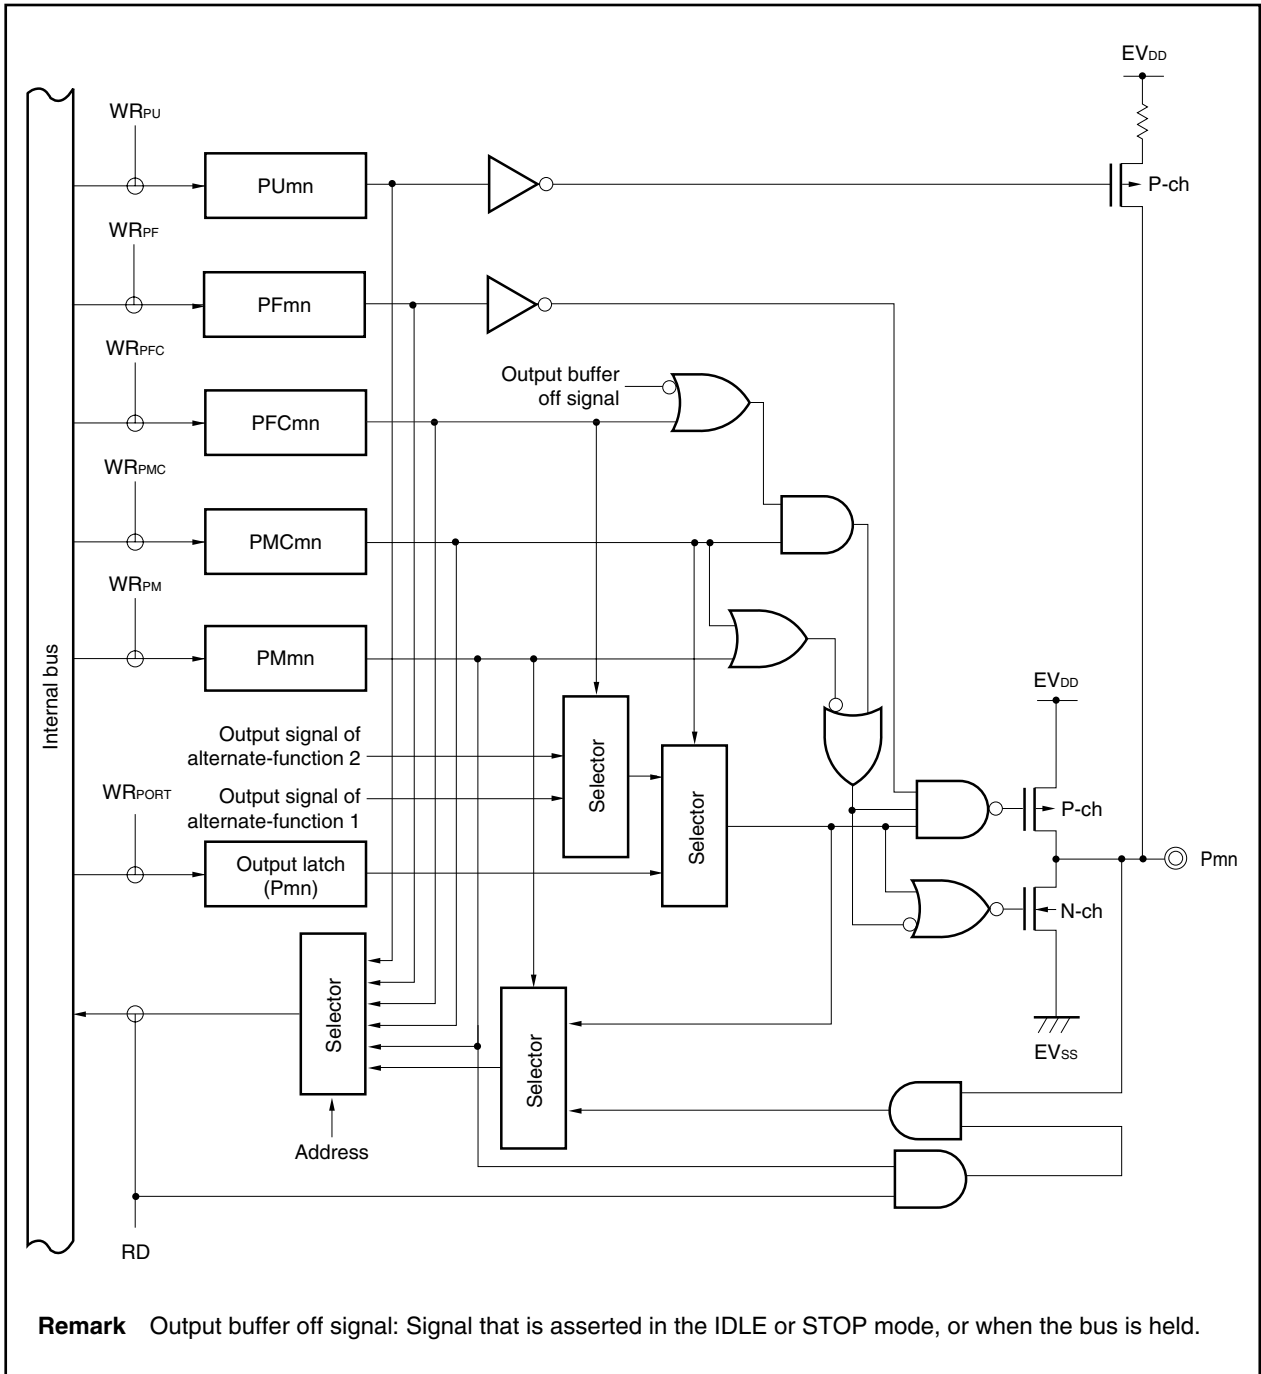 EVDD
WRPU
PUmn
P-ch
WRPF
PFmn
WRPFC
Output buffer
off signal
PFCmn
WRPMC
PMCmn
WRPM
PMmn
Internal bus
EVDD
Output signal of
alternate-function 2
Selector
Selector
WRPORT
Output signal of
alternate-function 1
P-ch
Output latch
(Pmn)
Pmn
N-ch
Selector
Selector
EVSS
Address
RD
Remark Output buffer off signal: Signal that is asserted in the IDLE or STOP mode, or when the bus is held.